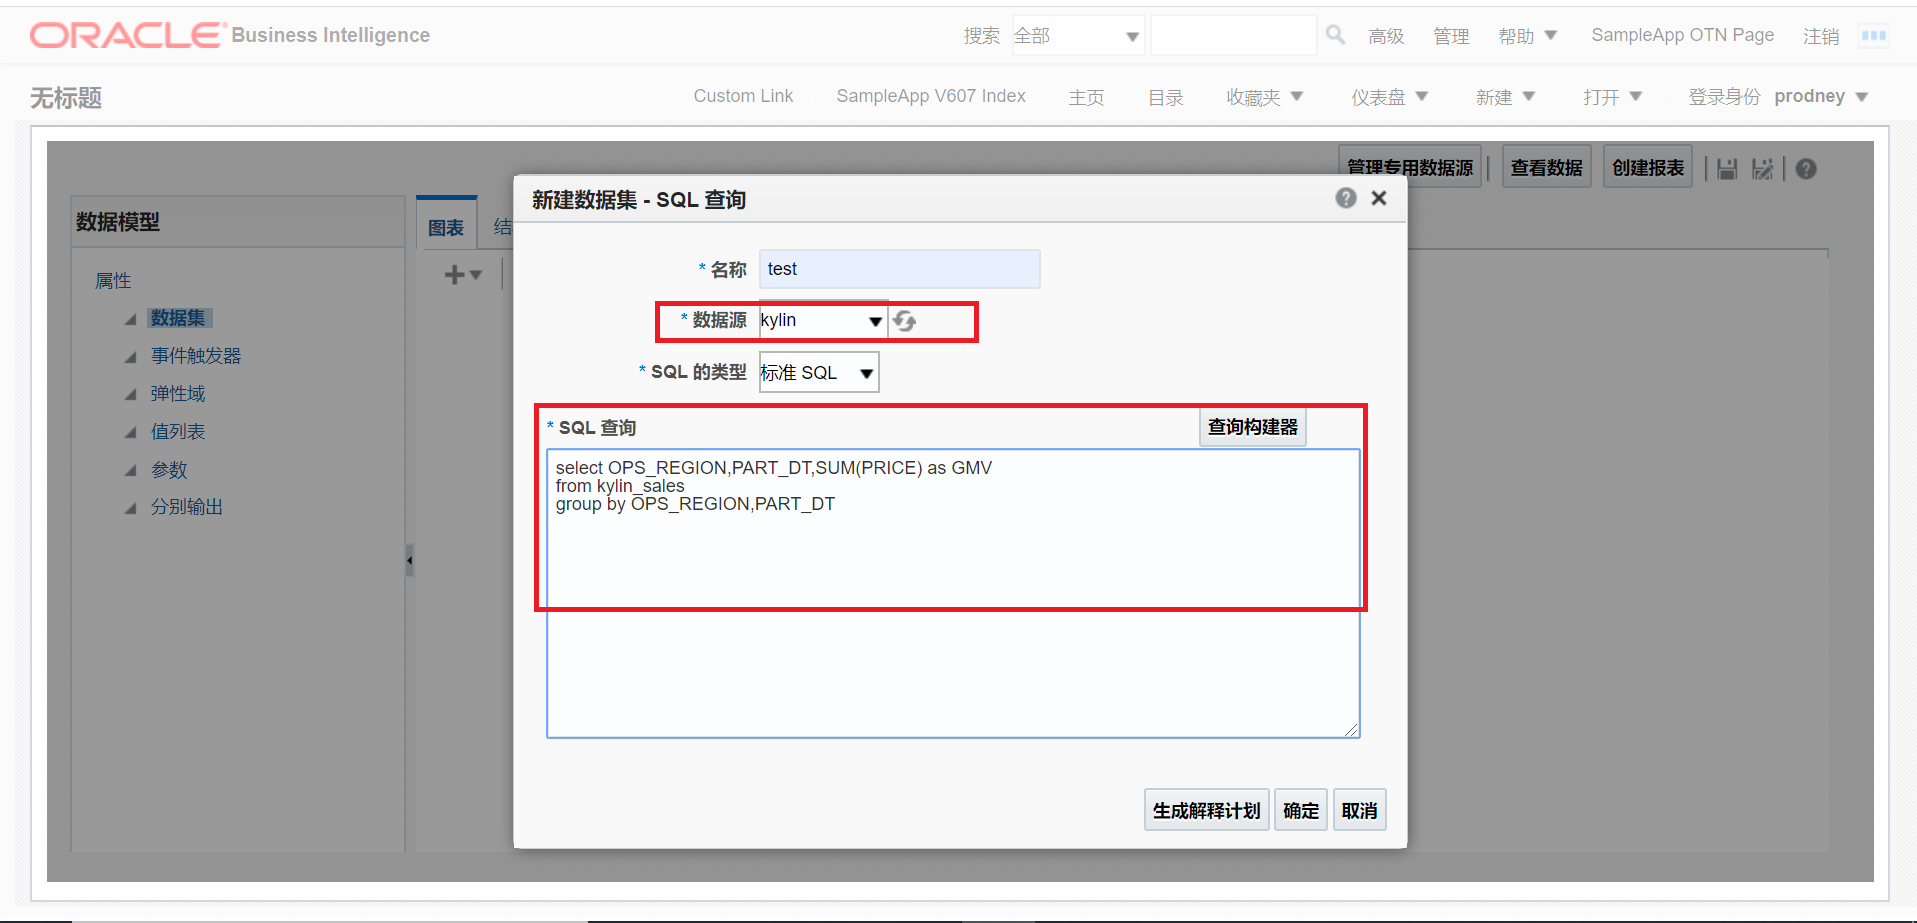 ORACLE Business Intelligence
搜索 全部 高级 管理 帮助 SampleApp OTN Page 注销
无标题
Custom Link SampleApp V607 Index 主页 目录 收藏夹 仪表盘 新建 打开 登录身份 prodney
管理专用数据源 查看数据 创建报表
数据模型
图表 结
属性
数据集
事件触发器
弹性域
值列表
参数
分别输出
新建数据集 - SQL 查询
* 名称 test
* 数据源 kylin
* SQL 的类型 标准 SQL
* SQL 查询 查询构建器
select OPS_REGION,PART_DT,SUM(PRICE) as GMV
from kylin_sales
group by OPS_REGION,PART_DT
生成解释计划 确定 取消